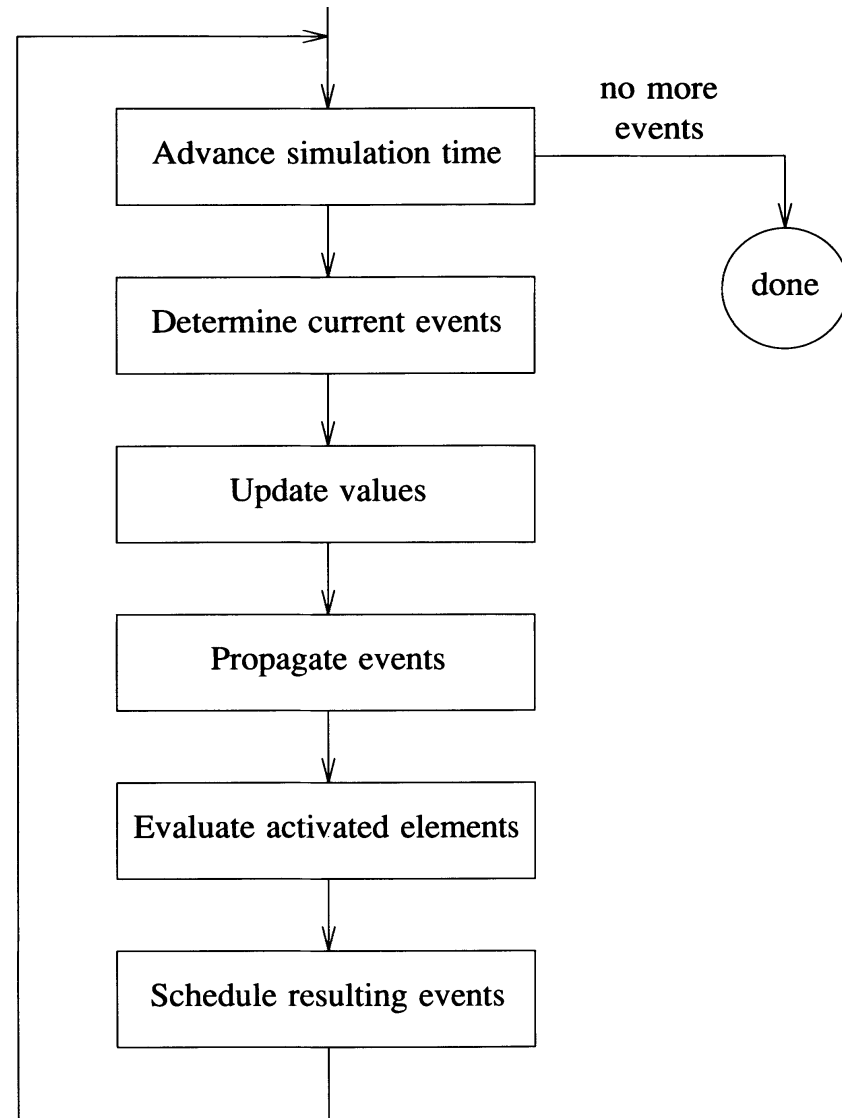 no more
events
Advance simulation time
done
Determine current events
Update values
Propagate events
Evaluate activated elements
Schedule resulting events